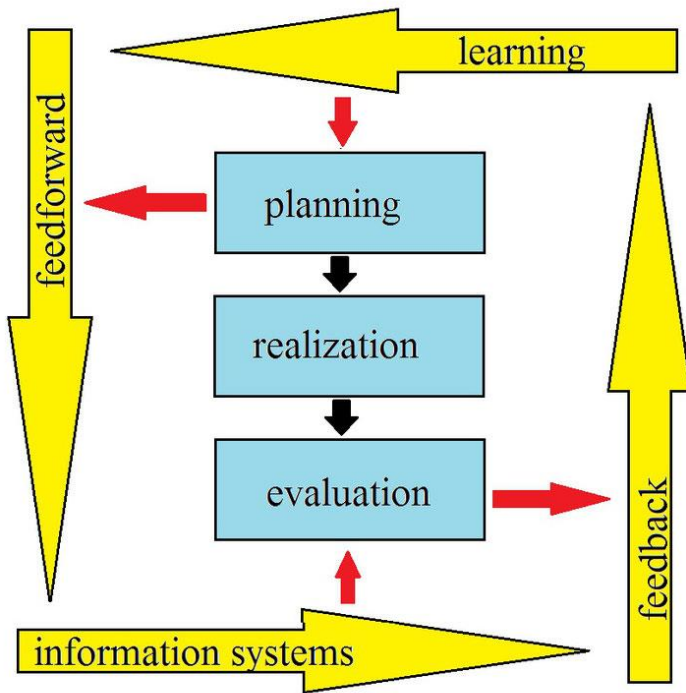 learning
feedforward
planning
realization
evaluation
feedback
information systems